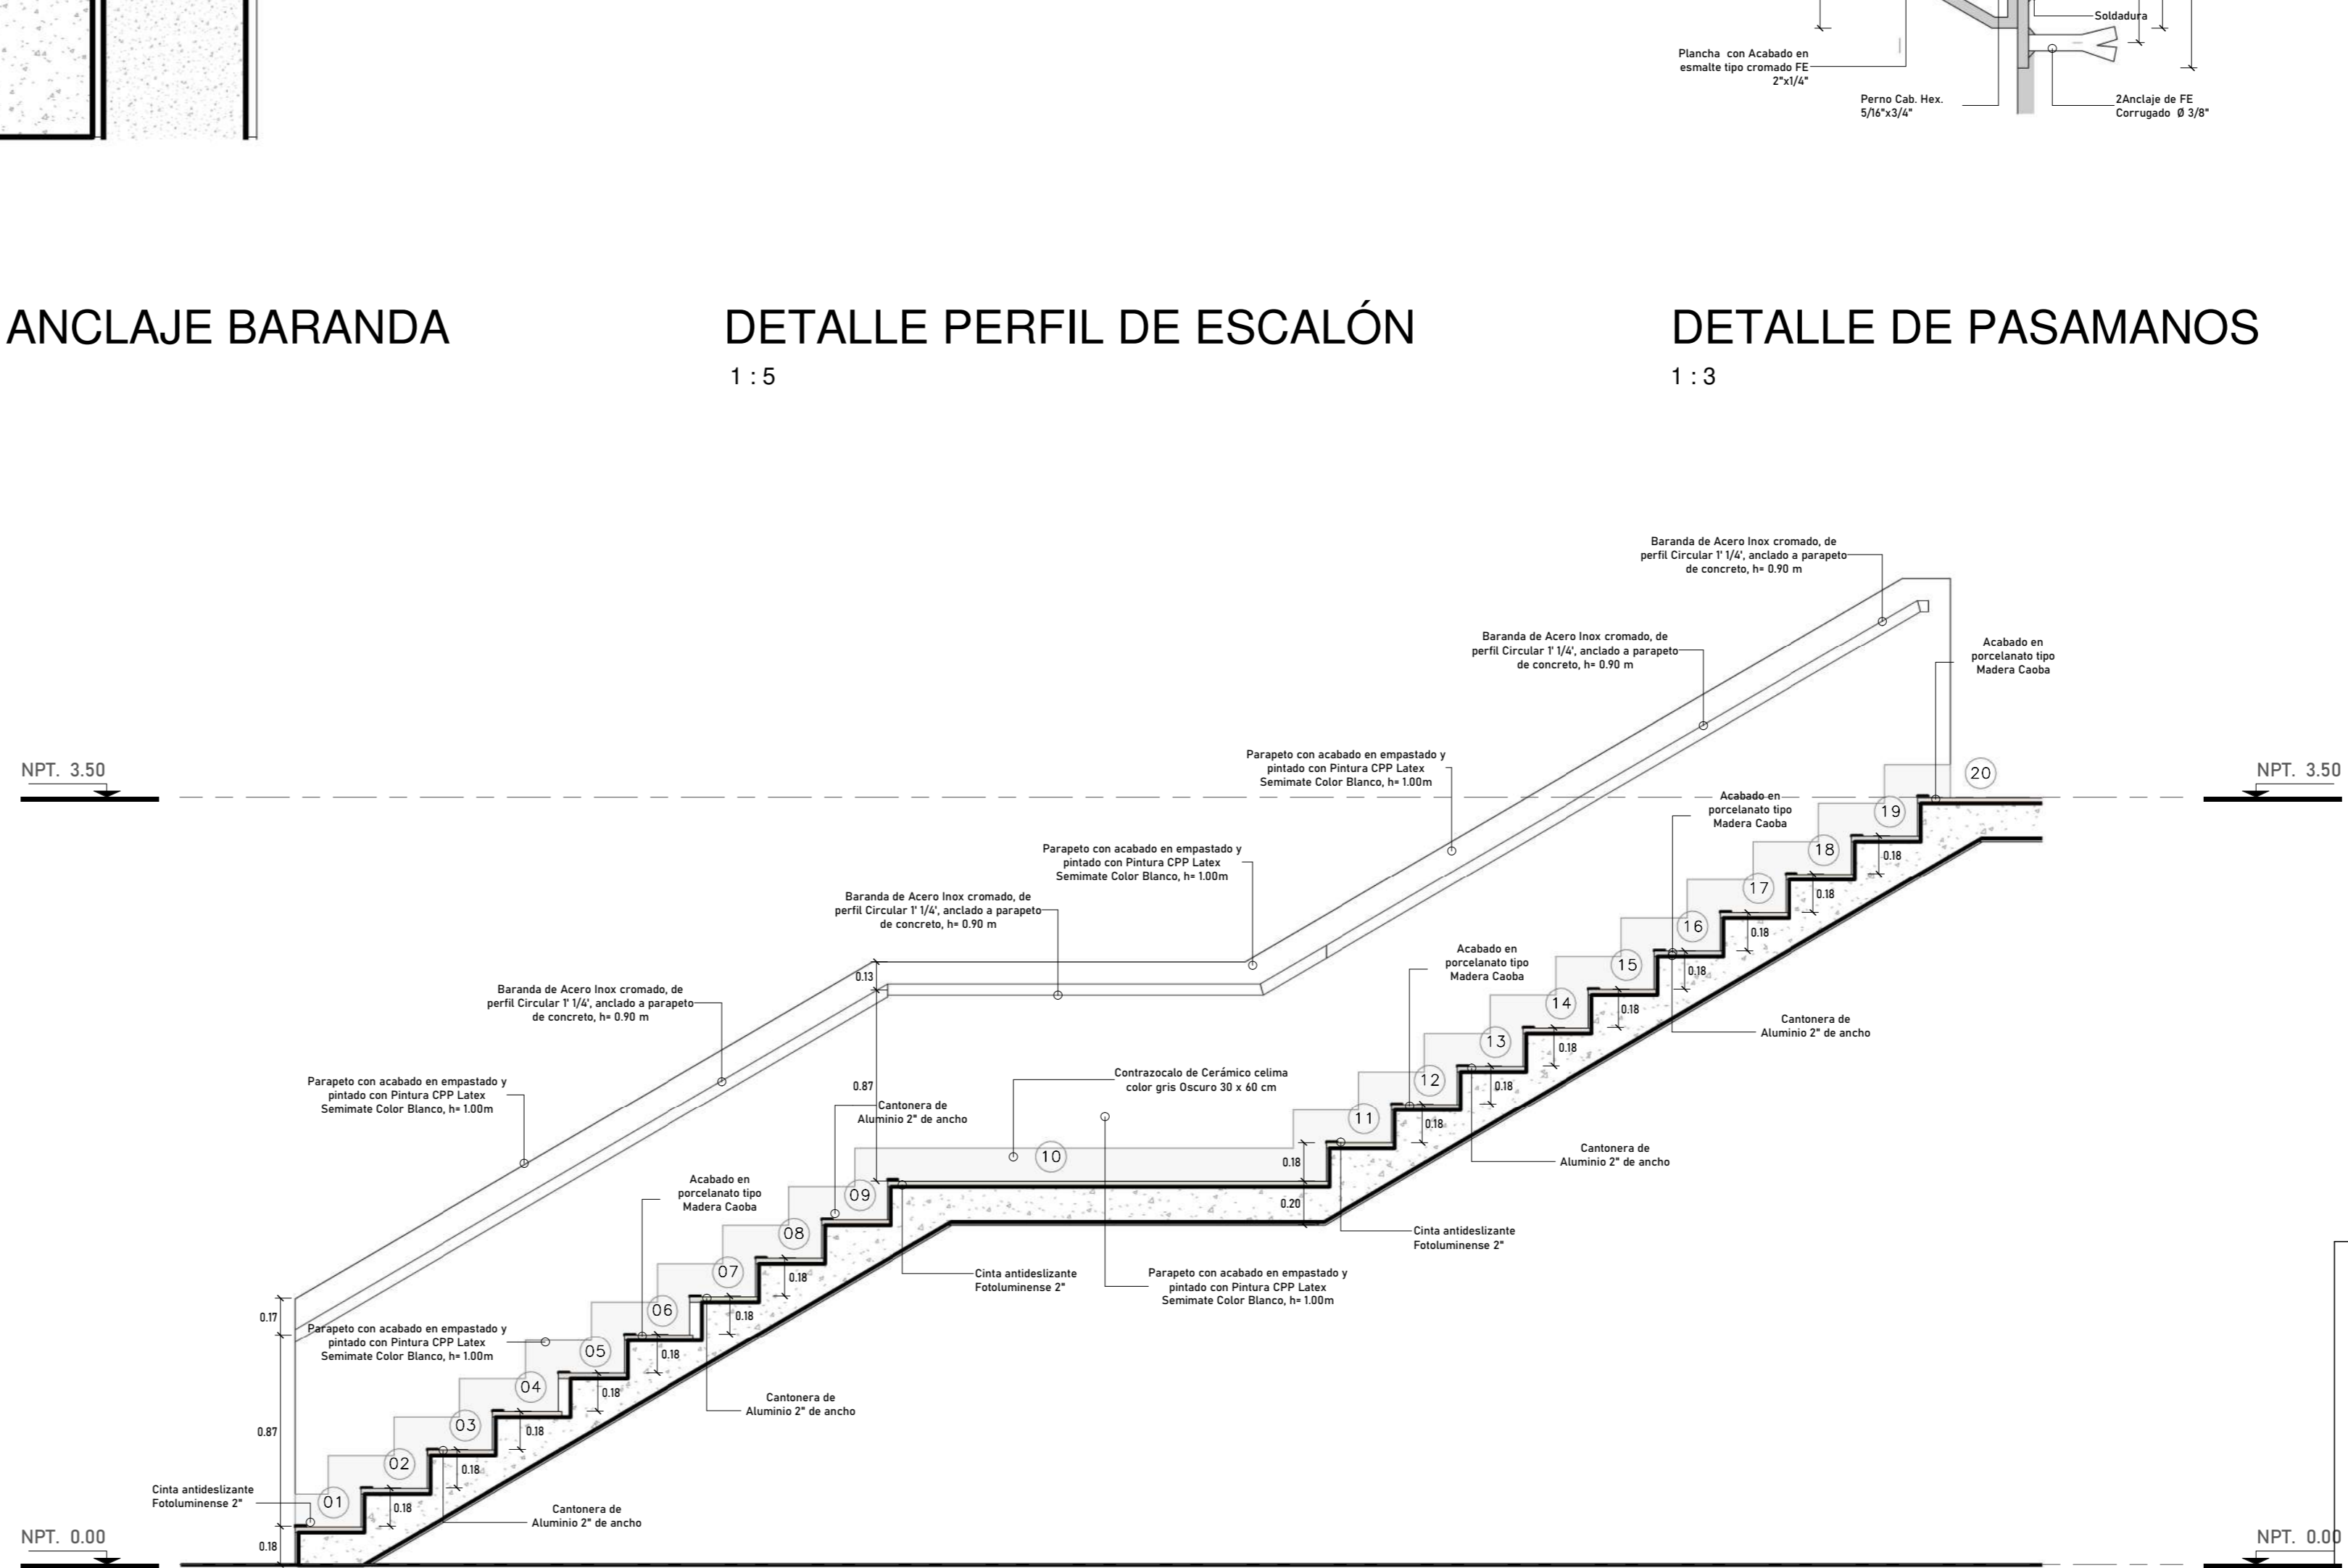 Soldadura
Plancha con Acabado en
esmalte tipo cromado FE
2"x1/4"
Perno Cab. Hex.
5/16"x3/4"
2Anclaje de FE
Corrugado Ø 3/8"
ANCLAJE BARANDA
DETALLE PERFIL DE ESCALÓN
1 : 5
DETALLE DE PASAMANOS
1 : 3
Baranda de Acero Inox cromado, de
perfil Circular 1' 1/4', anclado a parapeto
de concreto, h= 0.90 m
Baranda de Acero Inox cromado, de
perfil Circular 1' 1/4', anclado a parapeto
de concreto, h= 0.90 m
Acabado en
porcelanato tipo
Madera Caoba
Parapeto con acabado en empastado y
pintado con Pintura CPP Latex
Semimate Color Blanco, h= 1.00m
NPT. 3.50
NPT. 3.50
20
Acabado en
porcelanato tipo
Madera Caoba
19
Parapeto con acabado en empastado y
pintado con Pintura CPP Latex
Semimate Color Blanco, h= 1.00m
18
0.18
Baranda de Acero Inox cromado, de
perfil Circular 1' 1/4', anclado a parapeto
de concreto, h= 0.90 m
17
0.18
16
0.18
Acabado en
porcelanato tipo
Madera Caoba
15
0.18
0.13
Baranda de Acero Inox cromado, de
perfil Circular 1' 1/4', anclado a parapeto
de concreto, h= 0.90 m
14
0.18
Cantonera de
Aluminio 2" de ancho
13
0.18
Parapeto con acabado en empastado y
pintado con Pintura CPP Latex
Semimate Color Blanco, h= 1.00m
0.87
Contrazocalo de Cerámico celima
color gris Oscuro 30 x 60 cm
12
0.18
Cantonera de
Aluminio 2" de ancho
11
0.18
10
0.18
Cantonera de
Aluminio 2" de ancho
Acabado en
porcelanato tipo
Madera Caoba
09
0.20
08
Cinta antideslizante
Fotoluminense 2"
07
0.18
Cinta antideslizante
Fotoluminense 2"
Parapeto con acabado en empastado y
pintado con Pintura CPP Latex
Semimate Color Blanco, h= 1.00m
06
0.18
0.17
Parapeto con acabado en empastado y
pintado con Pintura CPP Latex
Semimate Color Blanco, h= 1.00m
05
0.18
04
0.18
Cantonera de
Aluminio 2" de ancho
03
0.18
0.87
02
0.18
Cinta antideslizante
Fotoluminense 2"
01
0.18
Cantonera de
Aluminio 2" de ancho
NPT. 0.00
0.18
NPT. 0.00